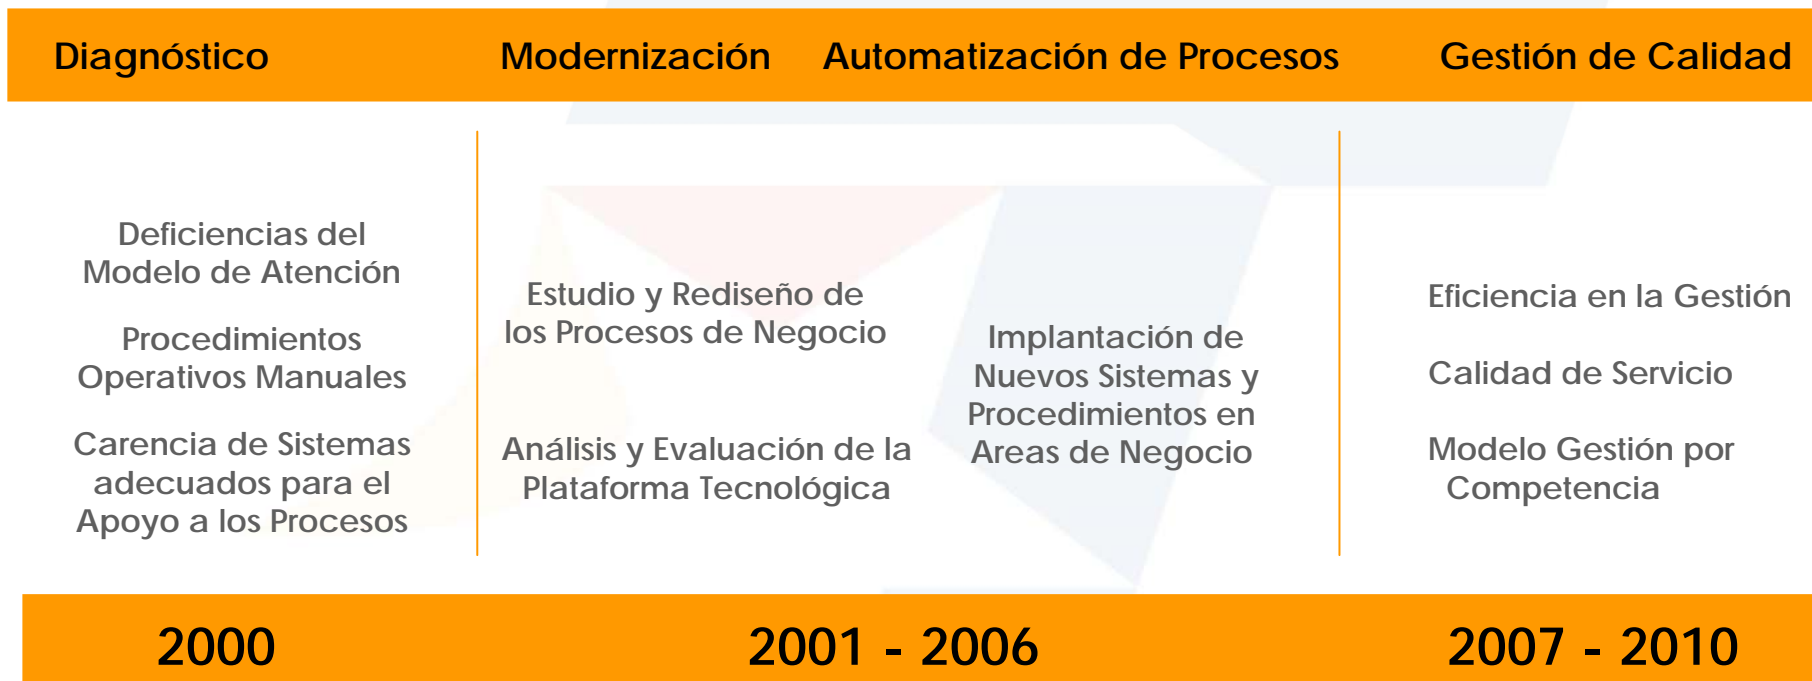 Diagnóstico
Modernización
Automatización de Procesos
Gestión de Calidad
Deficiencias del
Modelo de Atención
Procedimientos
Operativos Manuales
Carencia de Sistemas
adecuados para el
Apoyo a los Procesos
Estudio y Rediseño de
los Procesos de Negocio
Análisis y Evaluación de la
Plataforma Tecnológica
Implantación de
Nuevos Sistemas y
Procedimientos en
Areas de Negocio
Eficiencia en la Gestión
Calidad de Servicio
Modelo Gestión por
Competencia
2000
2001 - 2006
2007 - 2010